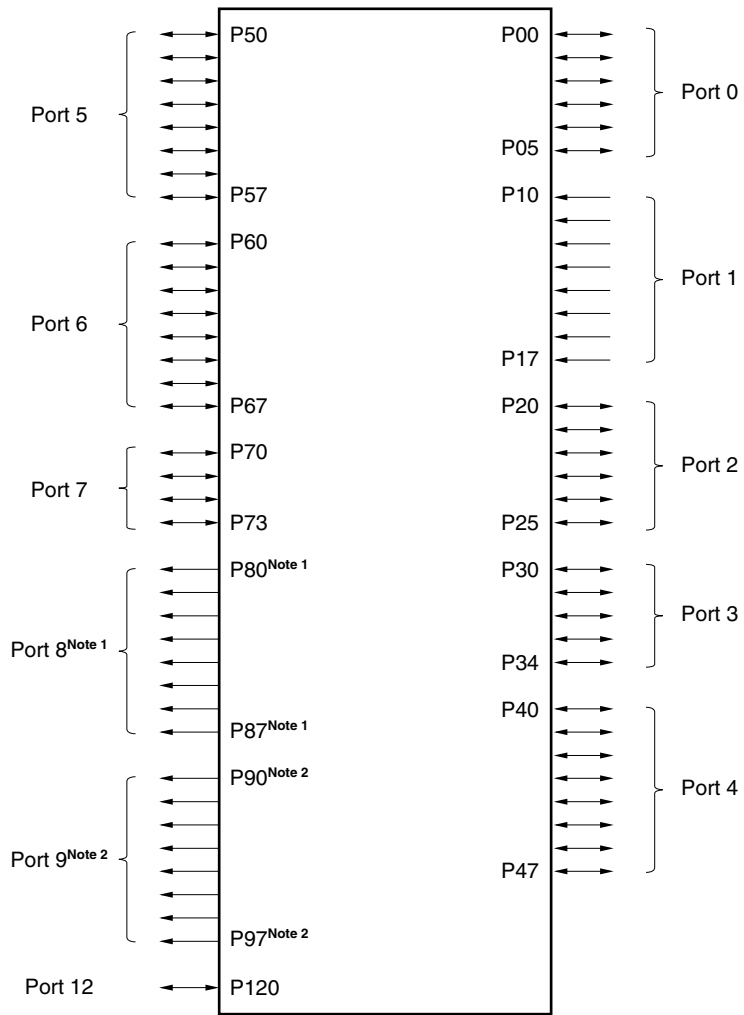 P50 P00
Port 5 Port 0
P05
P57 P10
P60
Port 6 Port 1
P17
P67 P20
P70
Port 7 Port 2
P73 P25
P80Note 1 P30
Port 8Note 1 Port 3
P34
P87Note 1 P40
P90Note 2
Port 9Note 2 Port 4
P47
P97Note 2
Port 12 P120